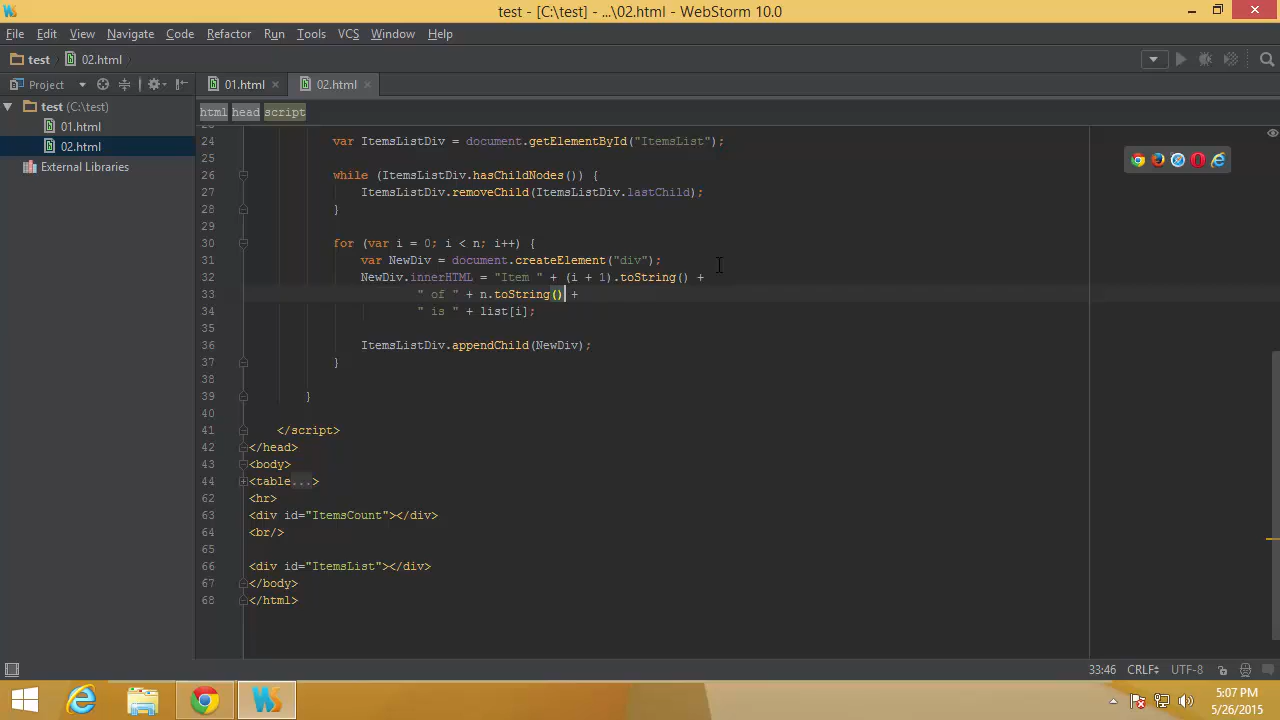 test - [C:\test] - ...\02.html - WebStorm 10.0
File Edit View Navigate Code Refactor Run Tools VCS Window Help
test 02.html
Project 01.html 02.html
test (C:\test)
01.html
02.html
External Libraries
html head script
24 var ItemsListDiv = document.getElementById("ItemsList");
25
26 while (ItemsListDiv.hasChildNodes()) {
27 ItemsListDiv.removeChild(ItemsListDiv.lastChild);
28 }
29
30 for (var i = 0; i < n; i++) {
31 var NewDiv = document.createElement("div");
32 NewDiv.innerHTML = "Item " + (i + 1).toString() +
33 " of " + n.toString() +
34 " is " + list[i];
35
36 ItemsListDiv.appendChild(NewDiv);
37 }
38
39 }
40
41 </script>
42 </head>
43 <body>
44 <table...>
62 <hr>
63 <div id="ItemsCount"></div>
64 <br/>
65
66 <div id="ItemsList"></div>
67 </body>
68 </html>
33:46 CRLF UTF-8
5:07 PM
5/26/2015